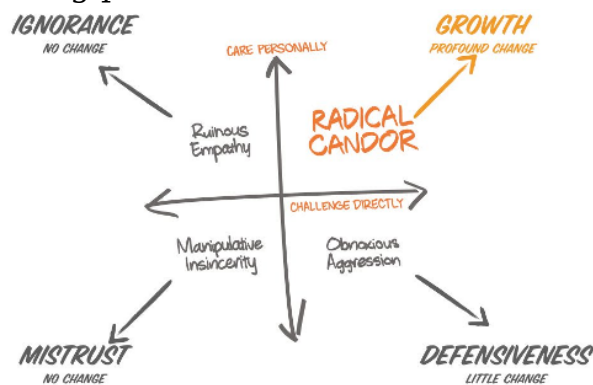 IGNORANCE
NO CHANGE
GROWTH
PROFOUND CHANGE
CARE PERSONALLY
Ruinous
Empathy
RADICAL
CANDOR
CHALLENGE DIRECTLY
Manipulative
Insincerity
Obnoxious
Aggression
MISTRUST
NO CHANGE
DEFENSIVENESS
LITTLE CHANGE